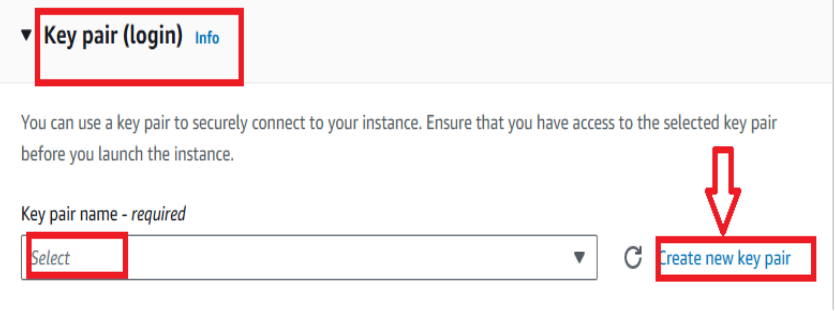 Key pair (login) Info
You can use a key pair to securely connect to your instance. Ensure that you have access to the selected key pair
before you launch the instance.
Key pair name - required
Select
Create new key pair